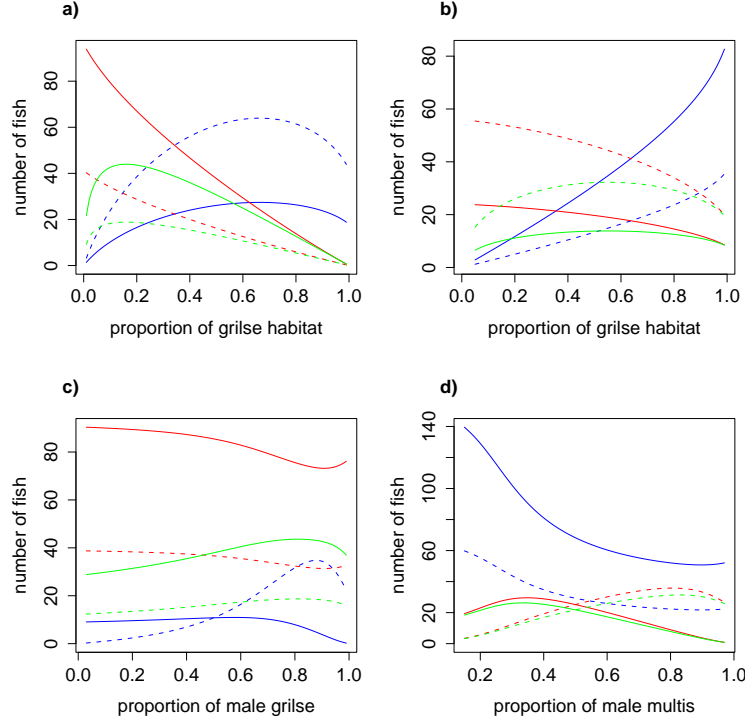 a)
number of fish
0 20 40 60 80
0.0 0.2 0.4 0.6 0.8 1.0
proportion of grilse habitat
b)
number of fish
0 20 40 60 80
0.0 0.2 0.4 0.6 0.8 1.0
proportion of grilse habitat
c)
number of fish
0 20 40 60 80
0.0 0.2 0.4 0.6 0.8 1.0
proportion of male grilse
d)
number of fish
0 20 60 100 140
0.2 0.4 0.6 0.8 1.0
proportion of male multis